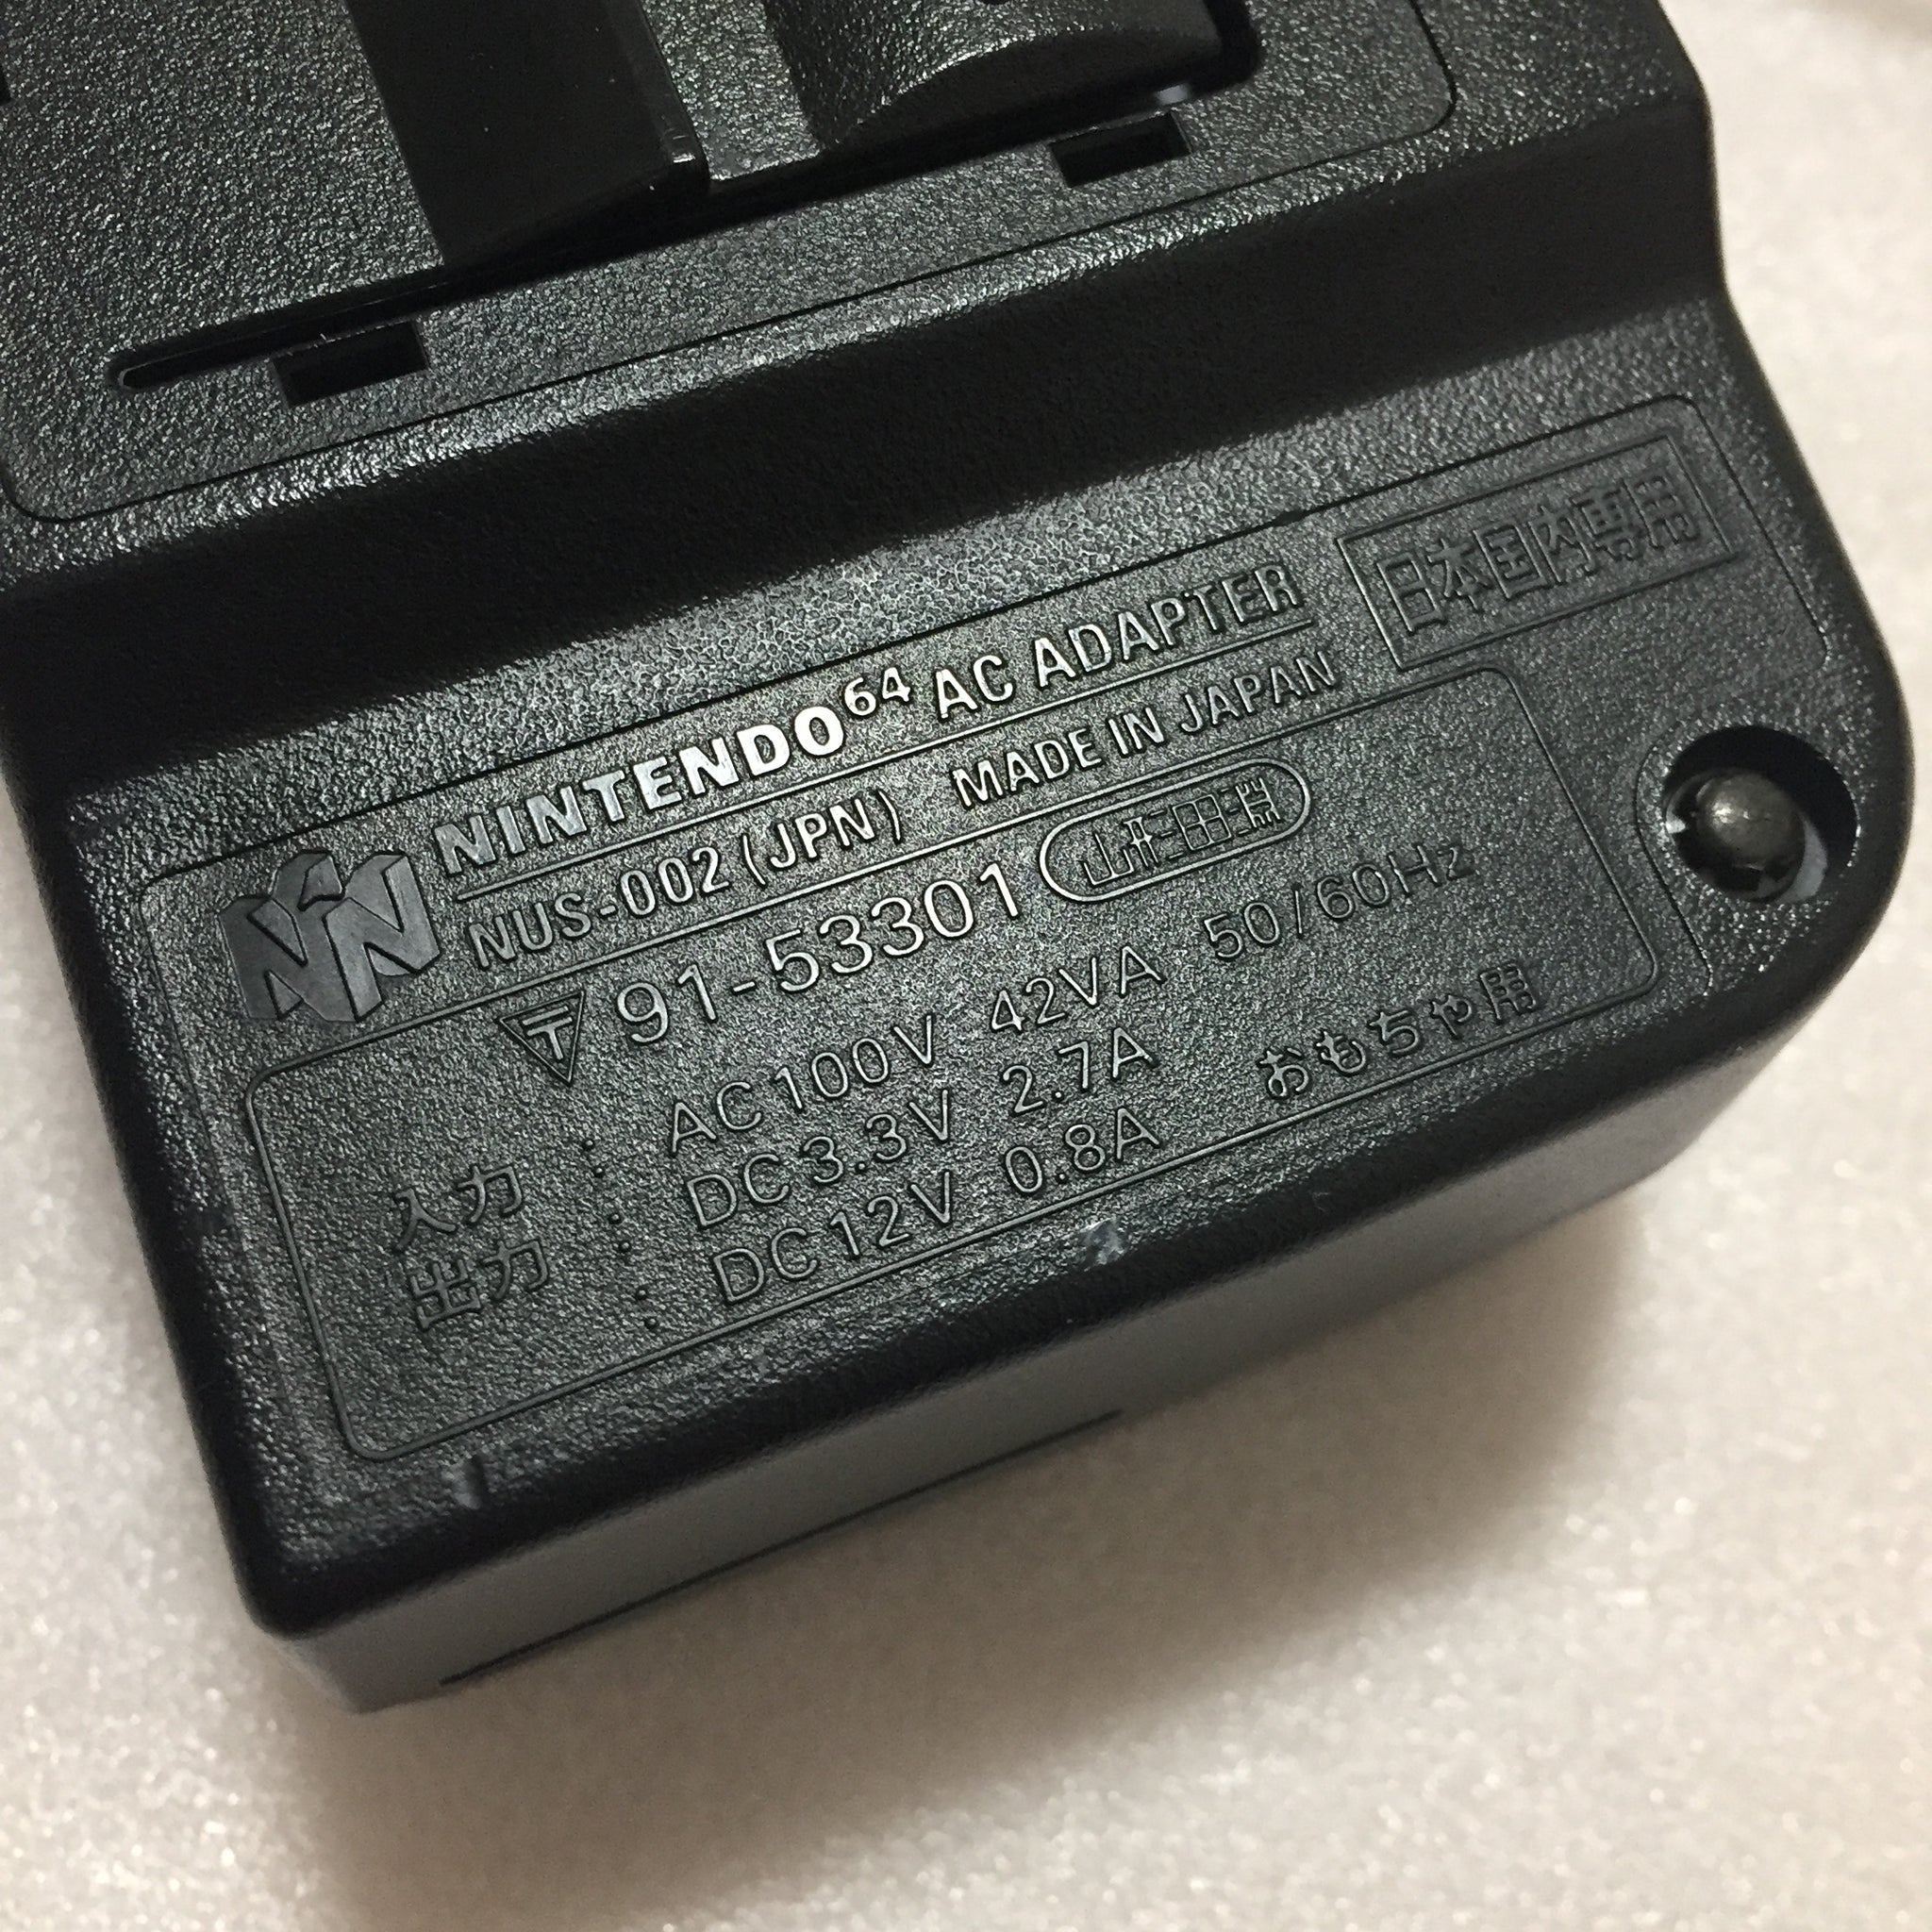 NINTENDO64 AC ADAPTER
日本国内専用
NUS-002 (JPN) MADE IN JAPAN
〒 91-53301
入力 : AC100V 42VA 50/60Hz
出力 : DC3.3V 2.7A
: DC12V 0.8A おもちゃ用